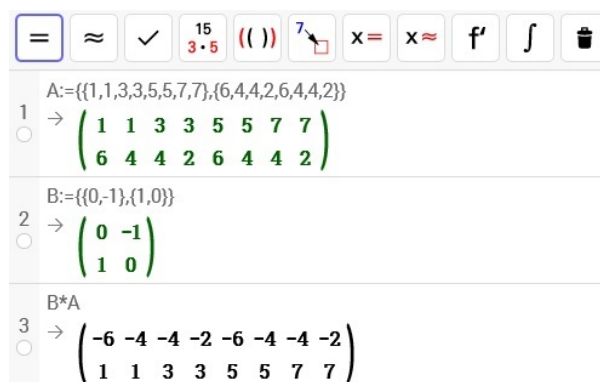 = ≈ ✓ 15 3·5 (( )) 7 x= x≈ f′ ∫
1
A:={{1,1,3,3,5,5,7,7},{6,4,4,2,6,4,4,2}}
→ 1 1 3 3 5 5 7 7
6 4 4 2 6 4 4 2
2
B:={{0,-1},{1,0}}
→ 0 -1
1 0
3
B*A
→ -6 -4 -4 -2 -6 -4 -4 -2
1 1 3 3 5 5 7 7